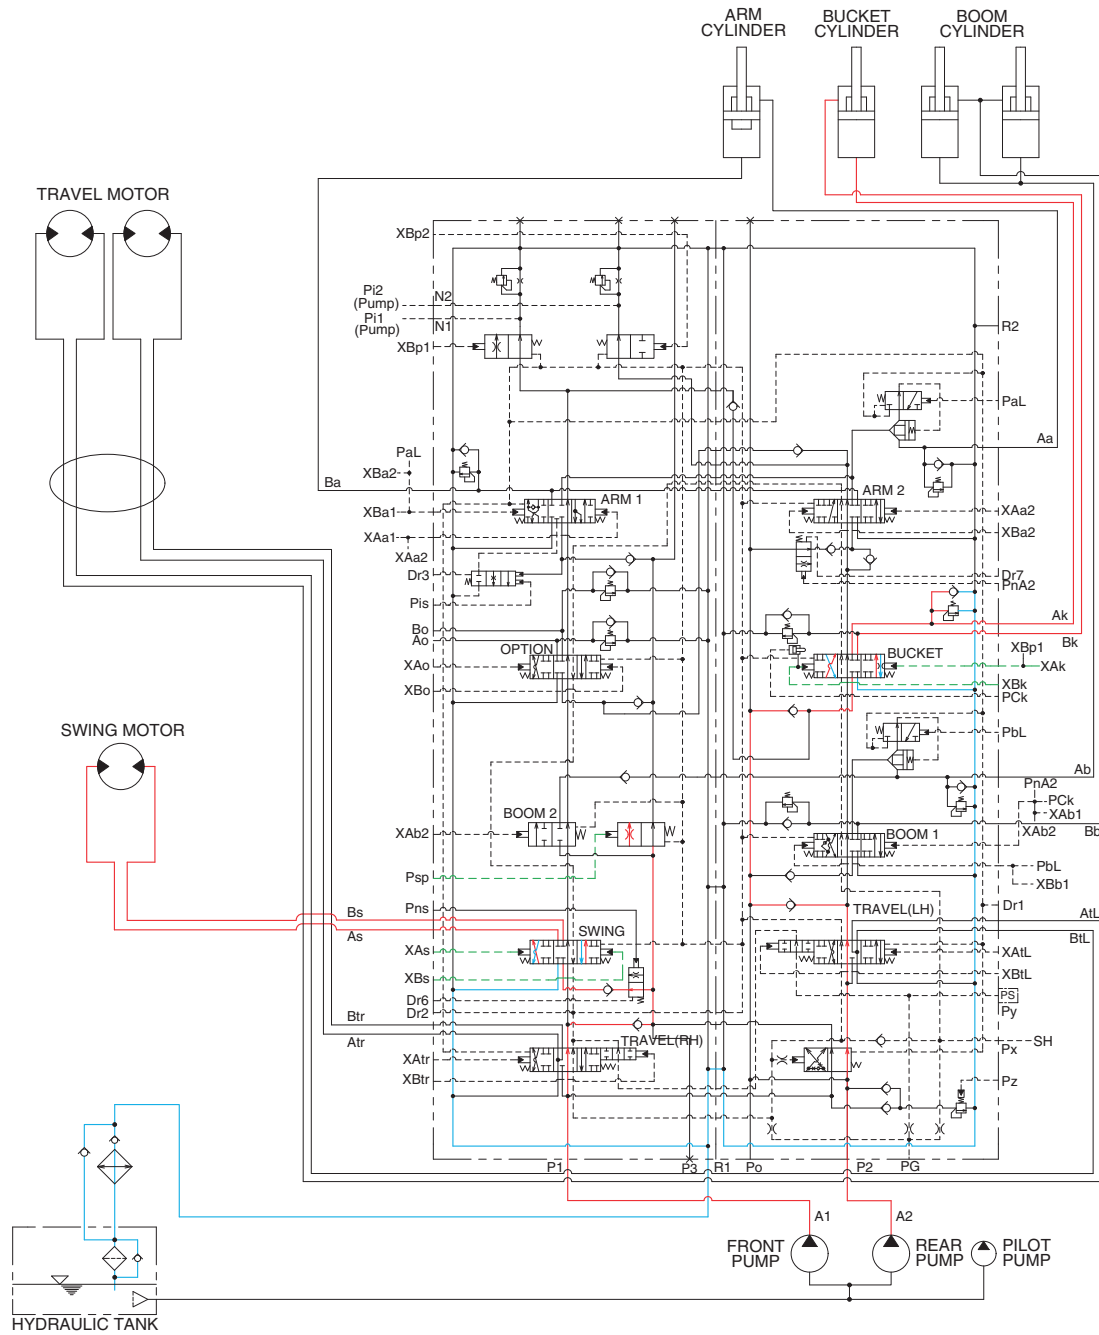 ARM
CYLINDER
BUCKET
CYLINDER
BOOM
CYLINDER
TRAVEL MOTOR
XBp2
Pi2
(Pump)
N2
Pi1
(Pump)
N1
XBp1
R2
PaL
Aa
PaL
XBa2
Ba
XBa1
XAa1
XAa2
ARM 1
ARM 2
XAa2
XBa2
Dr3
Pis
Dr7
PnA2
Bo
Ao
Ak
Bk
OPTION
XAo
XBo
BUCKET
XBp1
XAk
XBk
PCk
SWING MOTOR
PbL
Ab
BOOM 2
XAb2
Psp
PnA2
PCk
XAb1
XAb2
Bb
BOOM 1
PbL
XBb1
Pns
Bs
As
SWING
XAs
XBs
Dr6
Dr2
TRAVEL(LH)
Dr1
AtL
BtL
XAtL
XBtL
PS
Py
Btr
Atr
TRAVEL(RH)
XAtr
XBtr
SH
Px
Pz
P1
P3
R1
Po
P2
PG
A1
A2
FRONT
PUMP
REAR
PUMP
PILOT
PUMP
HYDRAULIC TANK